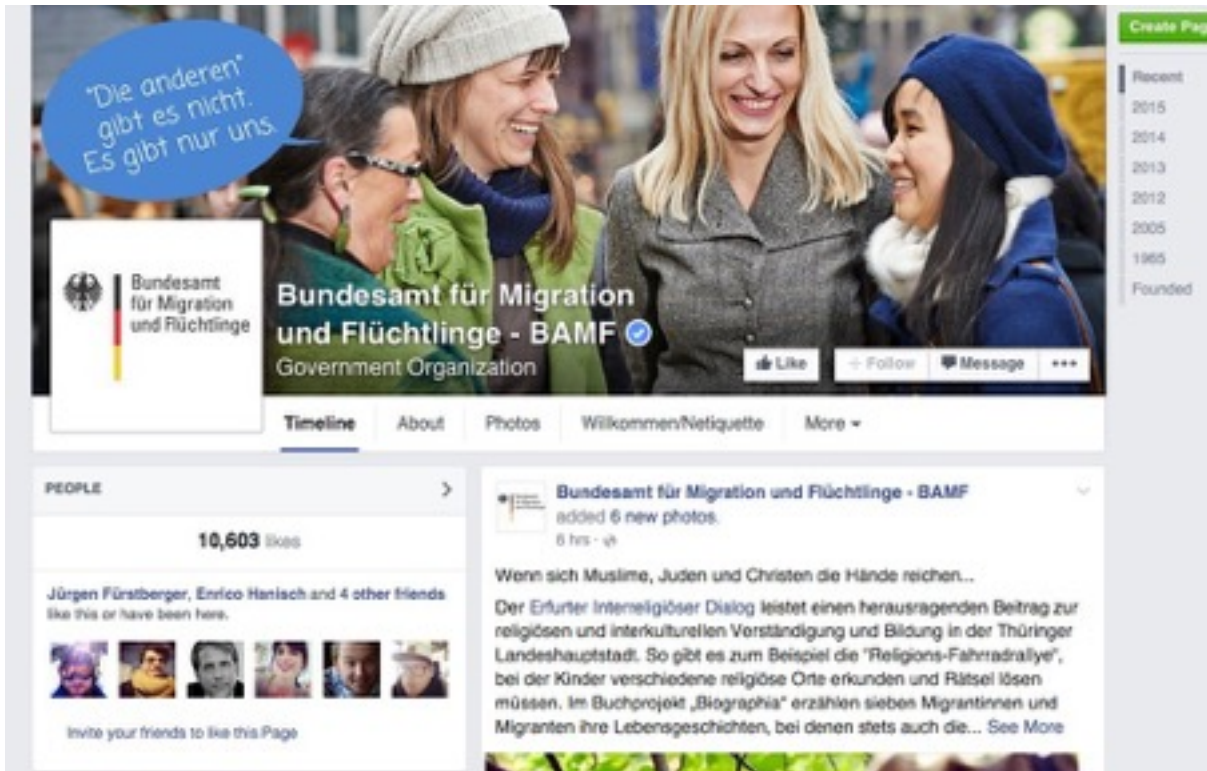 "Die anderen"
gibt es nicht.
Es gibt nur uns.
Bundesamt
für Migration
und Flüchtlinge
Bundesamt für Migration
und Flüchtlinge - BAMF
Government Organization
Like
Follow
Message
Timeline
About
Photos
Willkommen/Netiquette
More
Create Pag
Recent
2015
2014
2013
2012
2005
1965
Founded
PEOPLE
10,603 likes
Jürgen Fürstberger, Enrico Hanisch and 4 other friends
like this or have been here.
Invite your friends to like this Page
Bundesamt für Migration und Flüchtlinge - BAMF
added 6 new photos.
6 hrs ·
Wenn sich Muslime, Juden und Christen die Hände reichen...
Der Erfurter Interreligiöser Dialog leistet einen herausragenden Beitrag zur
religiösen und interkulturellen Verständigung und Bildung in der Thüringer
Landeshauptstadt. So gibt es zum Beispiel die "Religions-Fahrradrallye",
bei der Kinder verschiedene religiöse Orte erkunden und Rätsel lösen
müssen. Im Buchprojekt „Biographia" erzählen sieben Migrantinnen und
Migranten ihre Lebensgeschichten, bei denen stets auch die... See More